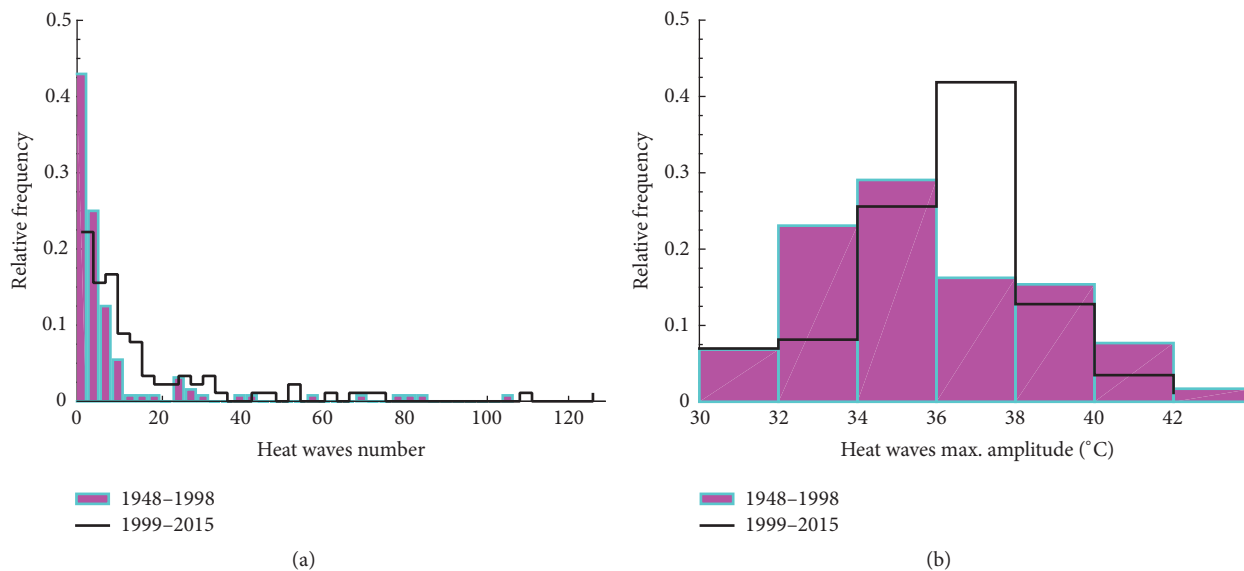 0.5
0.4
0.3
0.2
0.1
0
Relative frequency
0 20 40 60 80 100 120
Heat waves number
1948–1998
1999–2015
(a)
0.5
0.4
0.3
0.2
0.1
0
Relative frequency
30 32 34 36 38 40 42
Heat waves max. amplitude (°C)
1948–1998
1999–2015
(b)